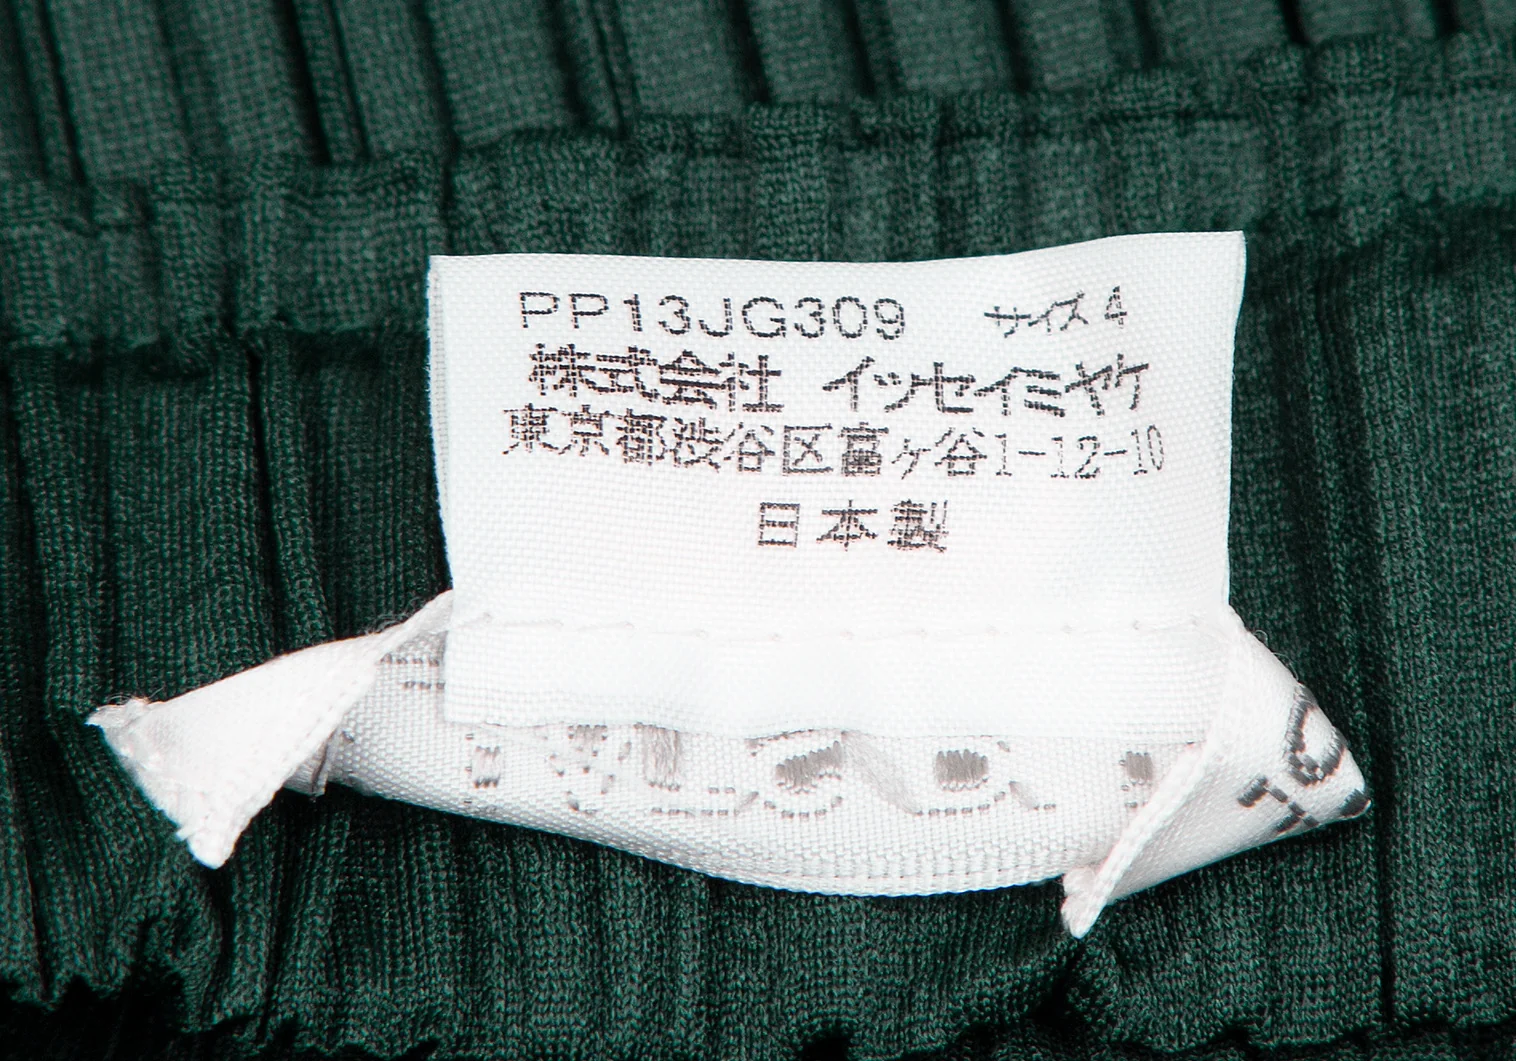 PP13JG309 サイズ 4
株式会社 イッセイミヤケ
東京都渋谷区富ヶ谷1-12-10
日本製